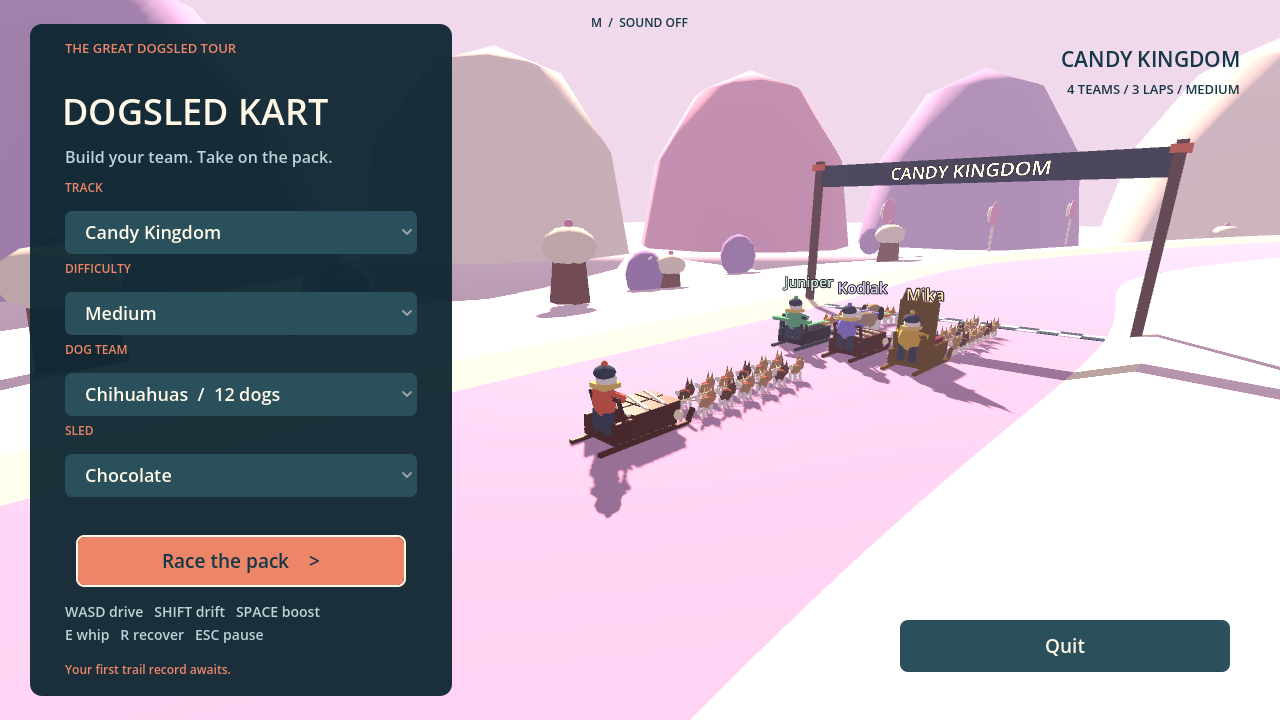 M / SOUND OFF
THE GREAT DOGSLED TOUR
DOGSLED KART
Build your team. Take on the pack.
TRACK
Candy Kingdom
DIFFICULTY
Medium
DOG TEAM
Chihuahuas / 12 dogs
SLED
Chocolate
Race the pack >
WASD drive SHIFT drift SPACE boost
E whip R recover ESC pause
Your first trail record awaits.
CANDY KINGDOM
4 TEAMS / 3 LAPS / MEDIUM
CANDY KINGDOM
Juniper
Kodiak
Mika
Quit